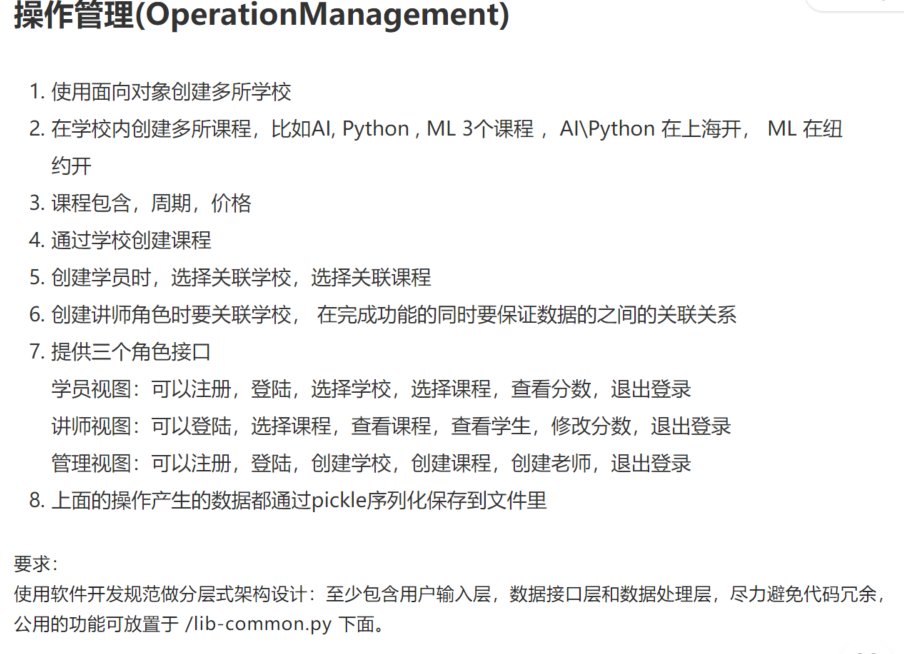 操作管理(OperationManagement)
1. 使用面向对象创建多所学校
2. 在学校内创建多所课程，比如AI, Python , ML 3个课程 ，AI\Python 在上海开， ML 在纽
约开
3. 课程包含，周期，价格
4. 通过学校创建课程
5. 创建学员时，选择关联学校，选择关联课程
6. 创建讲师角色时要关联学校， 在完成功能的同时要保证数据的之间的关联关系
7. 提供三个角色接口
学员视图：可以注册，登陆，选择学校，选择课程，查看分数，退出登录
讲师视图：可以登陆，选择课程，查看课程，查看学生，修改分数，退出登录
管理视图：可以注册，登陆，创建学校，创建课程，创建老师，退出登录
8. 上面的操作产生的数据都通过pickle序列化保存到文件里
要求：
使用软件开发规范做分层式架构设计：至少包含用户输入层，数据接口层和数据处理层，尽力避免代码冗余，
公用的功能可放置于 /lib-common.py 下面。